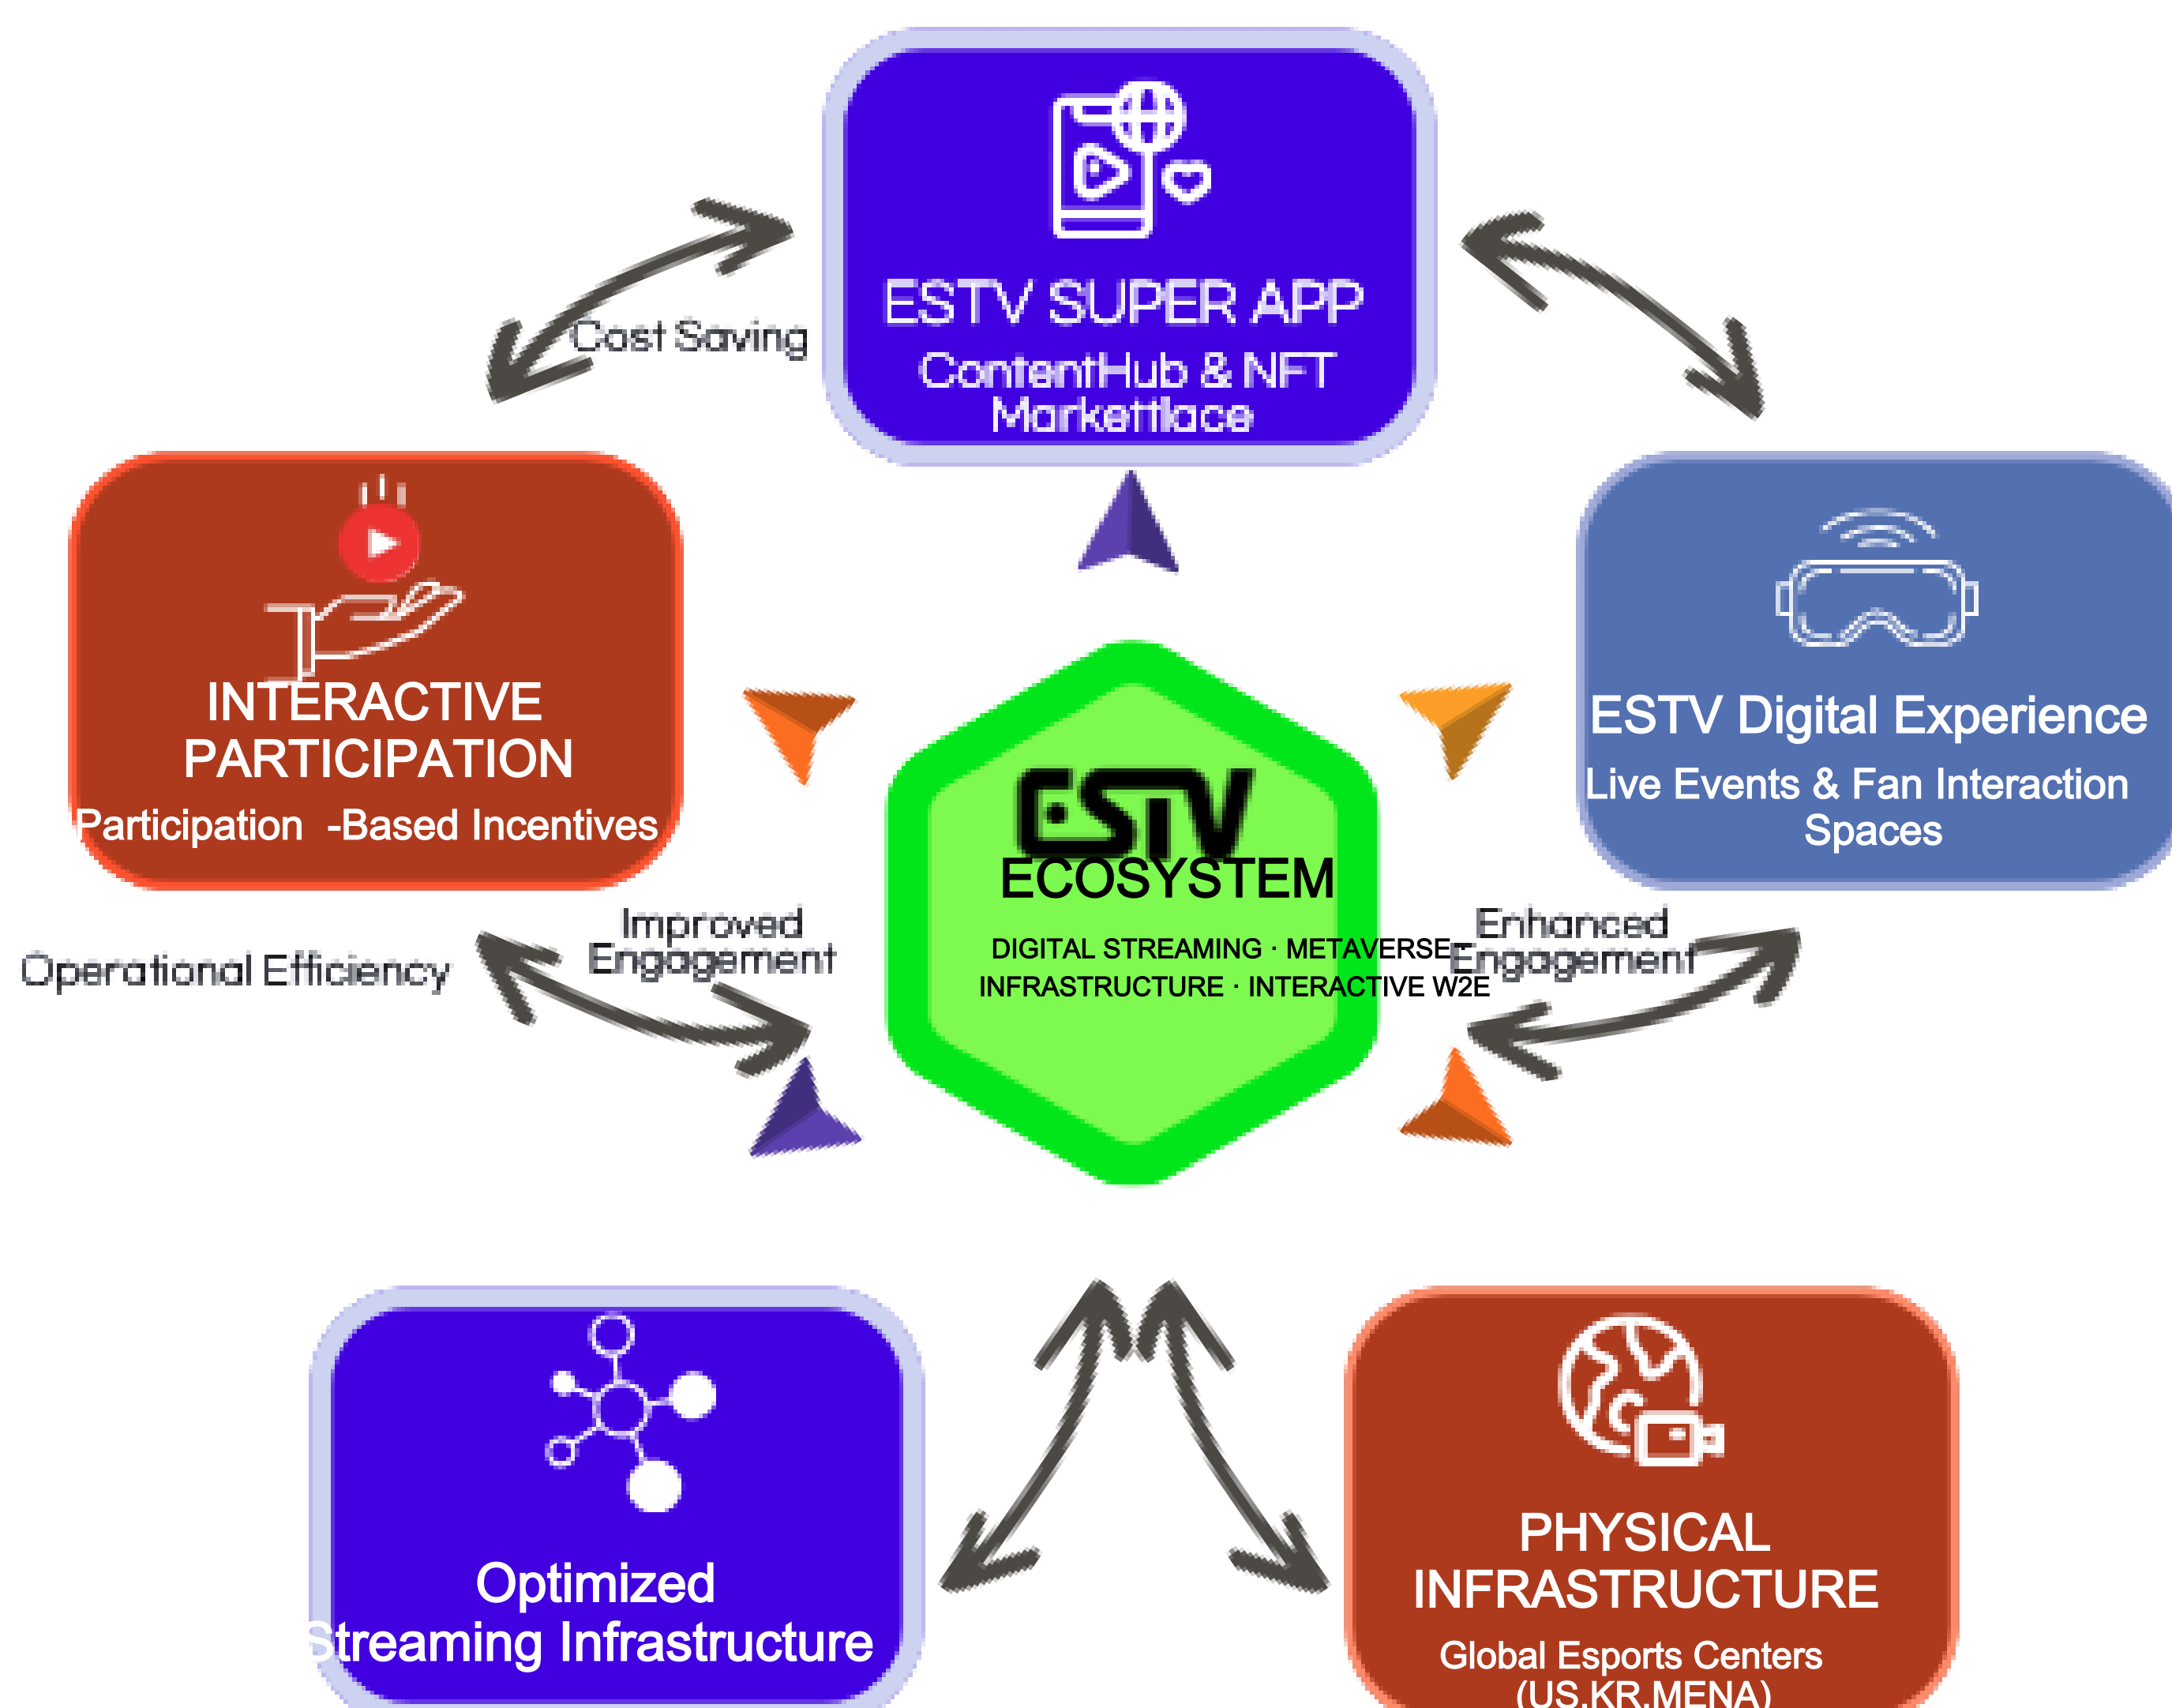 ESTV SUPER APP
ContentHub & NFT
Markettlace
Cost Saving
INTERACTIVE
PARTICIPATION
Participation -Based Incentives
ESTV Digital Experience
Live Events & Fan Interaction
Spaces
ESTV
ECOSYSTEM
DIGITAL STREAMING · METAVERSE ·
INFRASTRUCTURE · INTERACTIVE W2E
Operational Efficiency
Improved
Engagement
Enhanced
Engagement
Optimized
Streaming Infrastructure
PHYSICAL
INFRASTRUCTURE
Global Esports Centers
(US.KR.MENA)